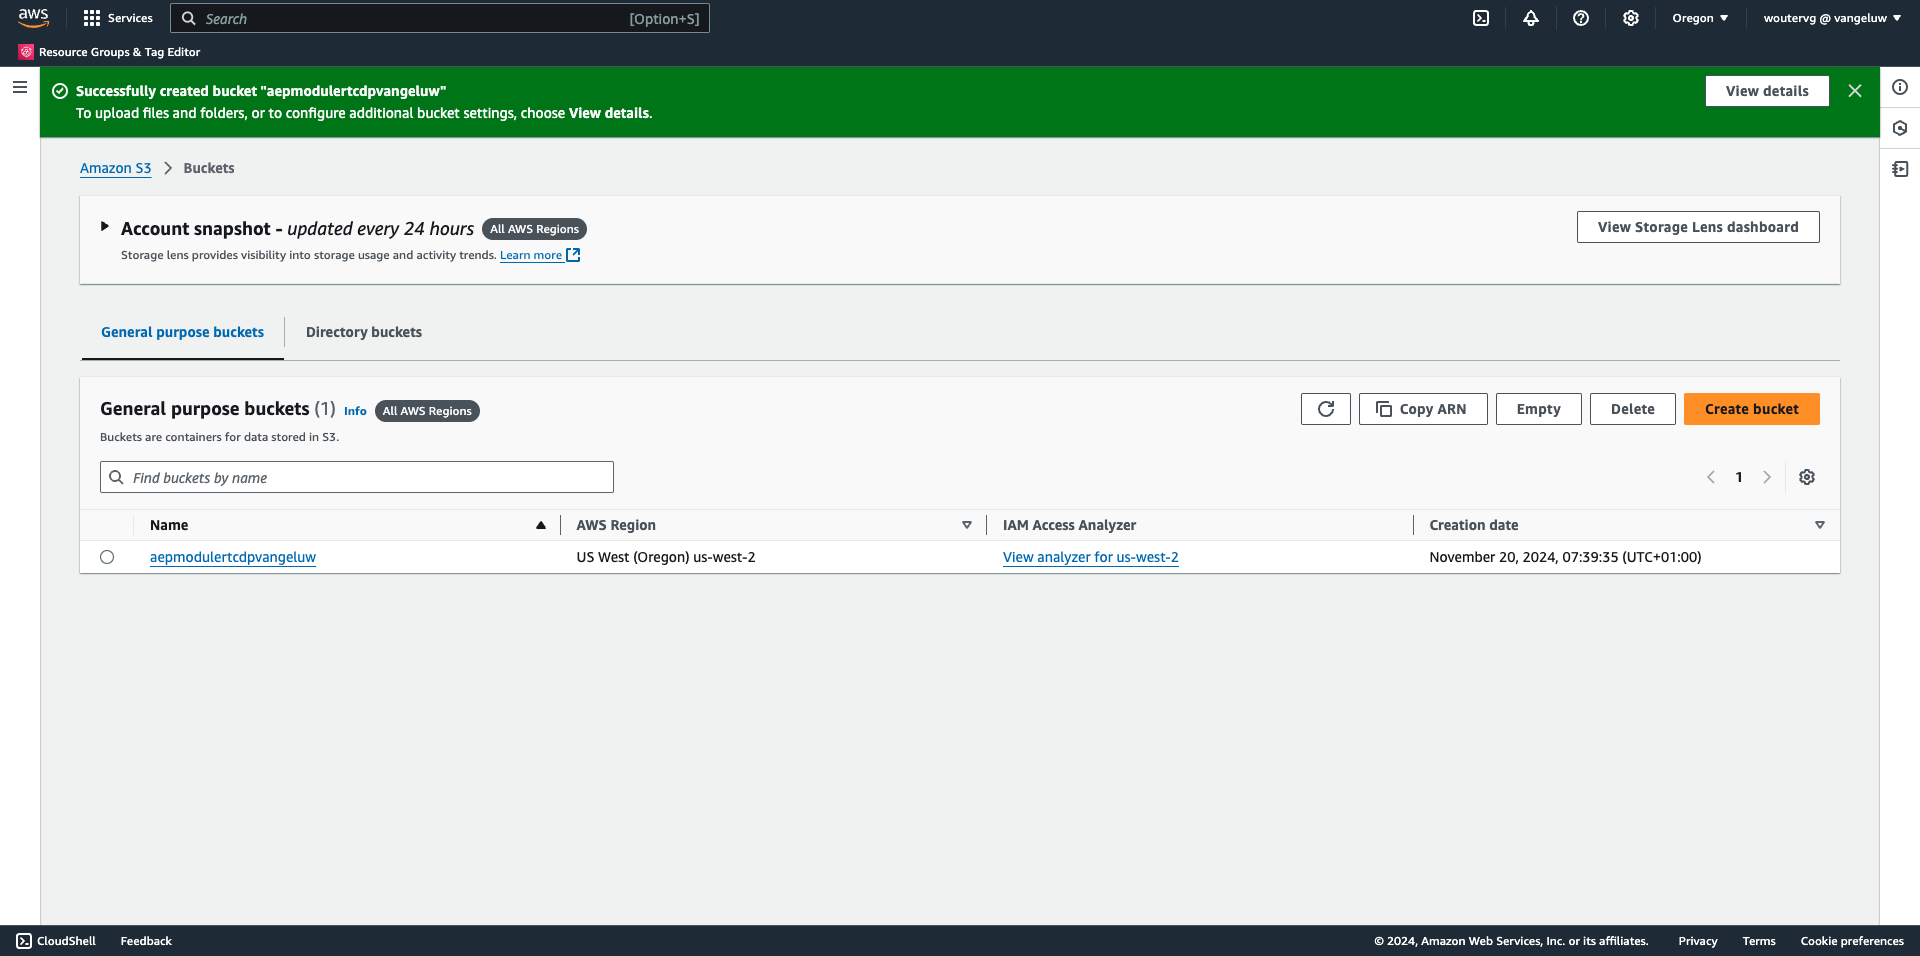 aws
Services
Search
[Option+S]
Oregon
woutervg @ vangeluw
Resource Groups & Tag Editor
Successfully created bucket "aepmodulertcdpvangeluw"
To upload files and folders, or to configure additional bucket settings, choose View details.
View details
Amazon S3
Buckets
Account snapshot - updated every 24 hours
All AWS Regions
Storage lens provides visibility into storage usage and activity trends. Learn more
View Storage Lens dashboard
General purpose buckets
Directory buckets
General purpose buckets (1)
Info
All AWS Regions
Buckets are containers for data stored in S3.
Copy ARN
Empty
Delete
Create bucket
Find buckets by name
1
Name
AWS Region
IAM Access Analyzer
Creation date
aepmodulertcdpvangeluw
US West (Oregon) us-west-2
View analyzer for us-west-2
November 20, 2024, 07:39:35 (UTC+01:00)
CloudShell
Feedback
© 2024, Amazon Web Services, Inc. or its affiliates.
Privacy
Terms
Cookie preferences